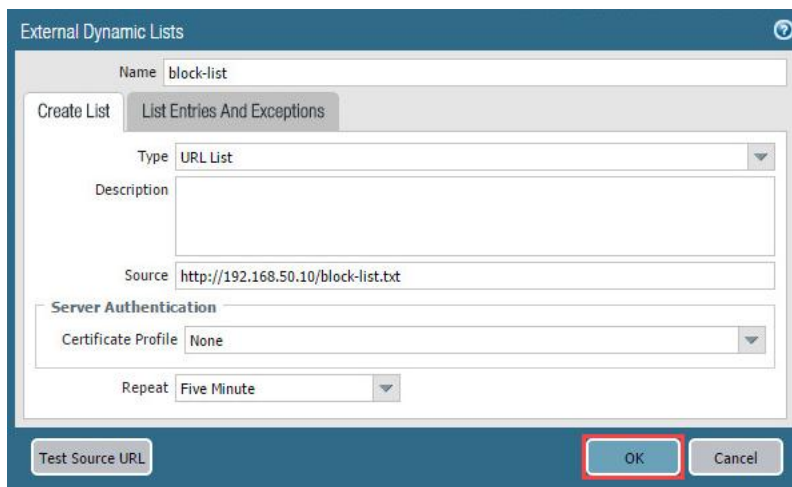 External Dynamic Lists
Name block-list
Create List List Entries And Exceptions
Type URL List
Description
Source http://192.168.50.10/block-list.txt
Server Authentication
Certificate Profile None
Repeat Five Minute
Test Source URL OK Cancel